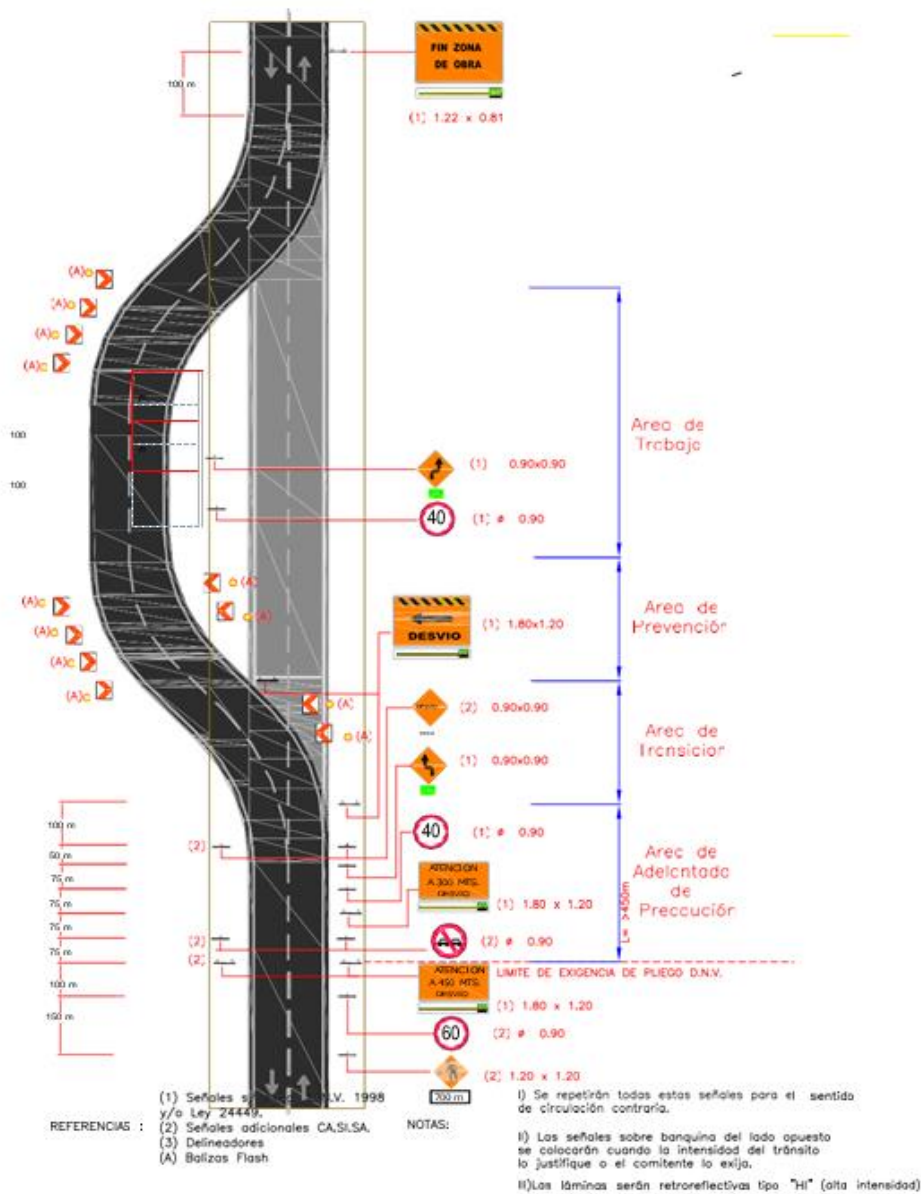 FIN ZONA
DE OBRA
100 m
(1) 1.22 x 0.81
(A)
(A)
(A)
(A)
Area de
Trabajo
100
(1) 0.90x0.90
100
40
(1) ø 0.90
(A)
(A)
(A)
(A)
(A)
(A)
DESVIO
(1) 1.80x1.20
Area de
Prevención
(A)
(A)
(2) 0.90x0.90
(1) 0.90x0.90
Area de
Transicion
100 m
50 m
75 m
75 m
75 m
75 m
100 m
150 m
(2)
(2)
(2)
40
(1) ø 0.90
ATENCION
A 300 MTS.
DESVIO
(1) 1.80 x 1.20
(2) ø 0.90
Area de
Adelantada
de
Precaución
L= >450m
LIMITE DE EXIGENCIA DE PLIEGO D.N.V.
ATENCION
A 450 MTS.
DESVIO
(1) 1.80 x 1.20
60
(2) ø 0.90
(2) 1.20 x 1.20
700 m
REFERENCIAS :
(1) Señales 1998
y/o Ley 24449.
(2) Señales adicionales CA.SI.SA.
(3) Delineadores
(A) Balizas Flash
NOTAS:
I) Se repetirán todas estas señales para el sentido
de circulación contraria.
II) Las señales sobre banquina del lado opuesto
se colocarán cuando la intensidad del tránsito
lo justifique o el comitente lo exija.
III)Las láminas serán retroreflectivas tipo "HI" (alta intensidad)